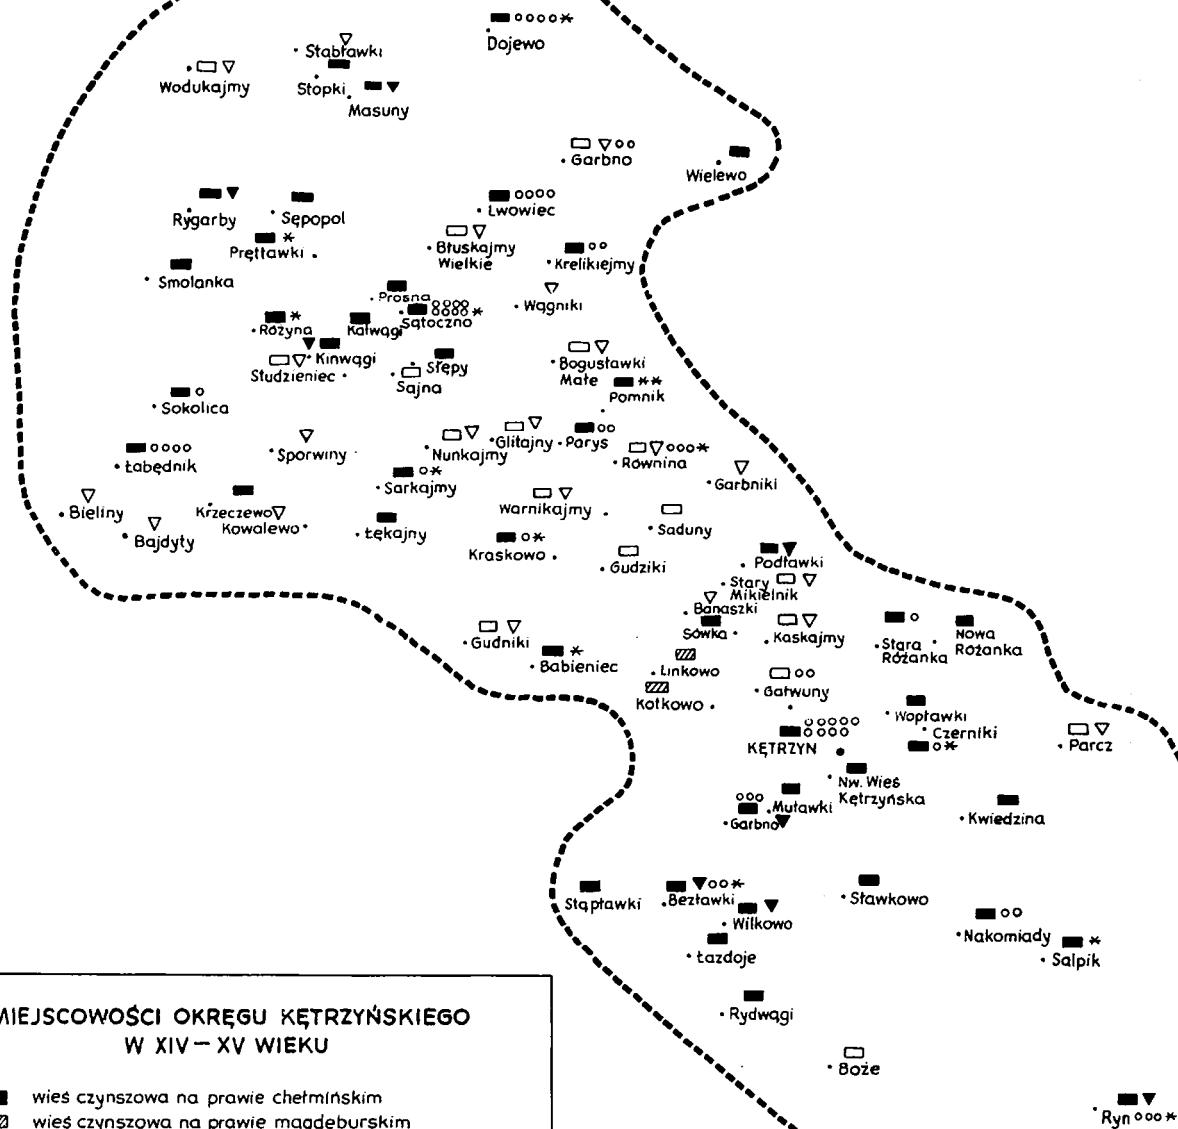 Dojewo
Stabławki
Wodukajmy
Stopki
Masuny
Garbno
Wielewo
Rygarby
Sępopol
Lwowiec
Pręttawki
Błuskajmy
Wielkie
Krelikiejmy
Smolanka
Prosna
Wągniki
Sątoczno
Różyna
Kałwągi
Kinwągi
Studzieniec
Słępy
Sajna
Bogusławki
Małe
Pomnik
Sokolica
Glitajny
Parys
Nunkajmy
Sporwiny
Równina
Łabędnik
Garbniki
Sarkajmy
Bieliny
Krzeczewo
Kowalewo
Warnikajmy
Bajdyty
Łękajny
Saduny
Kraskowo
Gudziki
Podławki
Stary
Mikielnik
Banaszki
Sówka
Kaskajmy
Gudniki
Stara
Różanka
Nowa
Różanka
Babieniec
Linkowo
Kotkowo
Gałwuny
Wopławki
Czerniki
KĘTRZYN
Parcz
Nw. Wieś
Kętrzyńska
Muławki
Garbno
Kwiedzina
Stąpławki
Bezławki
Sławkowo
Wilkowo
Nakomiady
Łazdoje
Salpik
Rydwągi
Boże
Ryn
MIEJSCOWOŚCI OKRĘGU KĘTRZYŃSKIEGO
W XIV — XV WIEKU
wieś czynszowa na prawie chełmińskim
wieś czynszowa na prawie magdeburskim